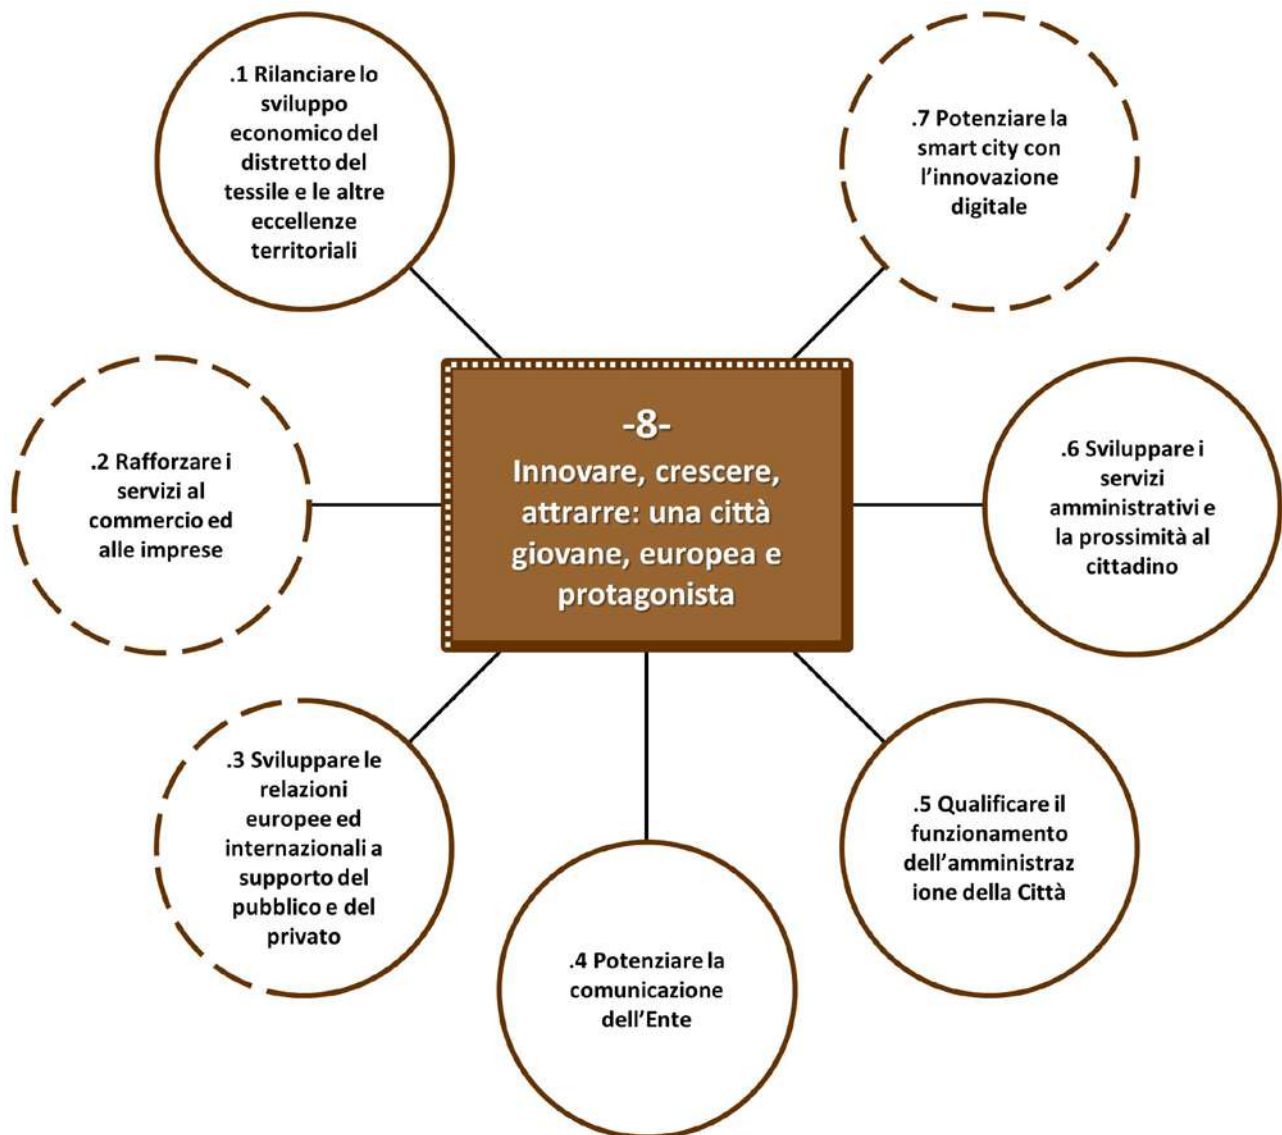 .1 Rilanciare lo
sviluppo
economico del
distretto del
tessile e le altre
eccellenze
territoriali
.7 Potenziare la
smart city con
l’innovazione
digitale
.2 Rafforzare i
servizi al
commercio ed
alle imprese
-8-
Innovare, crescere,
attrarre: una città
giovane, europea e
protagonista
.6 Sviluppare i
servizi
amministrativi e
la prossimità al
cittadino
.3 Sviluppare le
relazioni
europee ed
internazionali a
supporto del
pubblico e del
privato
.5 Qualificare il
funzionamento
dell’amministraz
ione della Città
.4 Potenziare la
comunicazione
dell’Ente